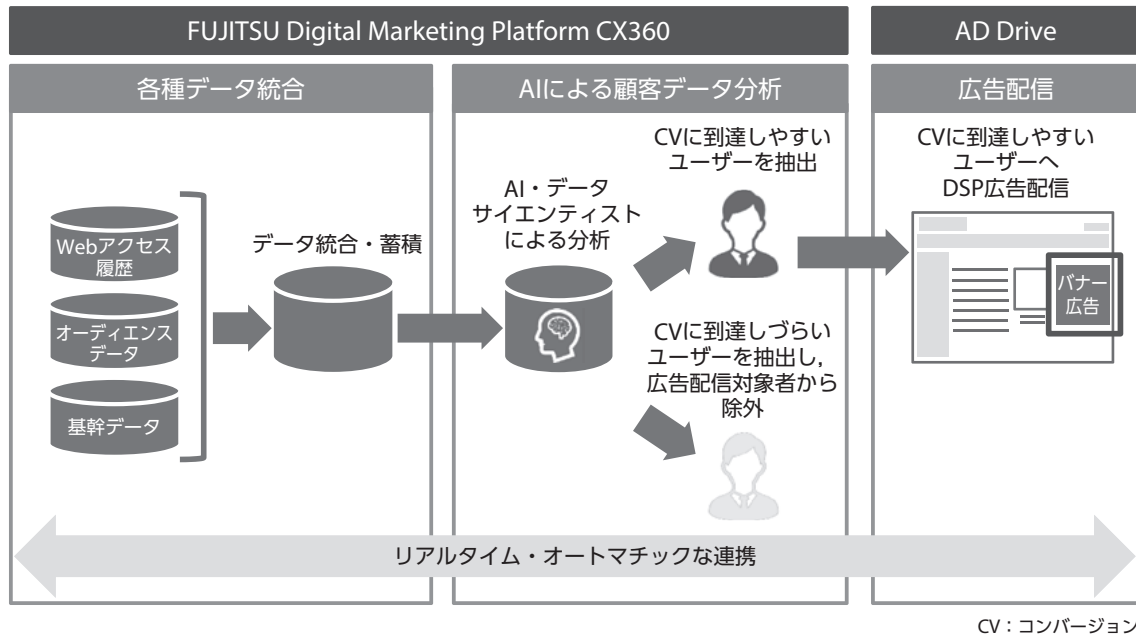 FUJITSU Digital Marketing Platform CX360
AD Drive
各種データ統合
AIによる顧客データ分析
広告配信
Webアクセス
履歴
オーディエンス
データ
基幹データ
データ統合・蓄積
AI・データ
サイエンティスト
による分析
CVに到達しやすい
ユーザーを抽出
CVに到達しづらい
ユーザーを抽出し，
広告配信対象者から
除外
CVに到達しやすい
ユーザーへ
DSP広告配信
バナー
広告
リアルタイム・オートマチックな連携
CV：コンバージョン